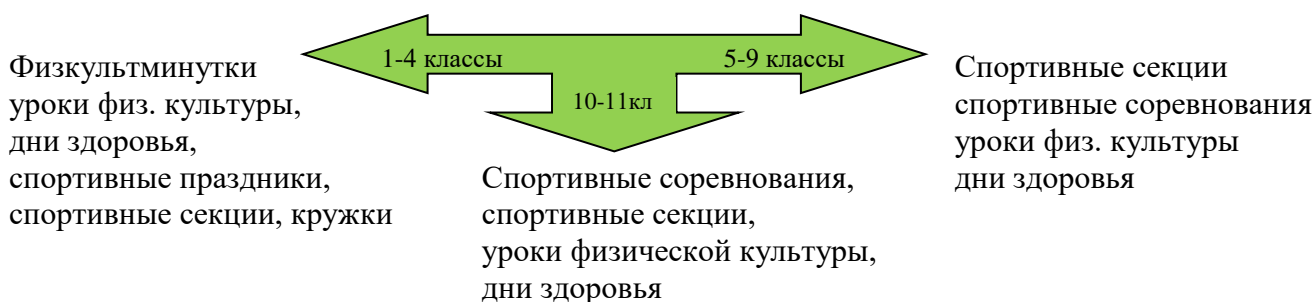 1-4 классы
5-9 классы
10-11кл
Физкультминутки
уроки физ. культуры,
дни здоровья,
спортивные праздники,
спортивные секции, кружки
Спортивные соревнования,
спортивные секции,
уроки физической культуры,
дни здоровья
Спортивные секции
спортивные соревнования
уроки физ. культуры
дни здоровья